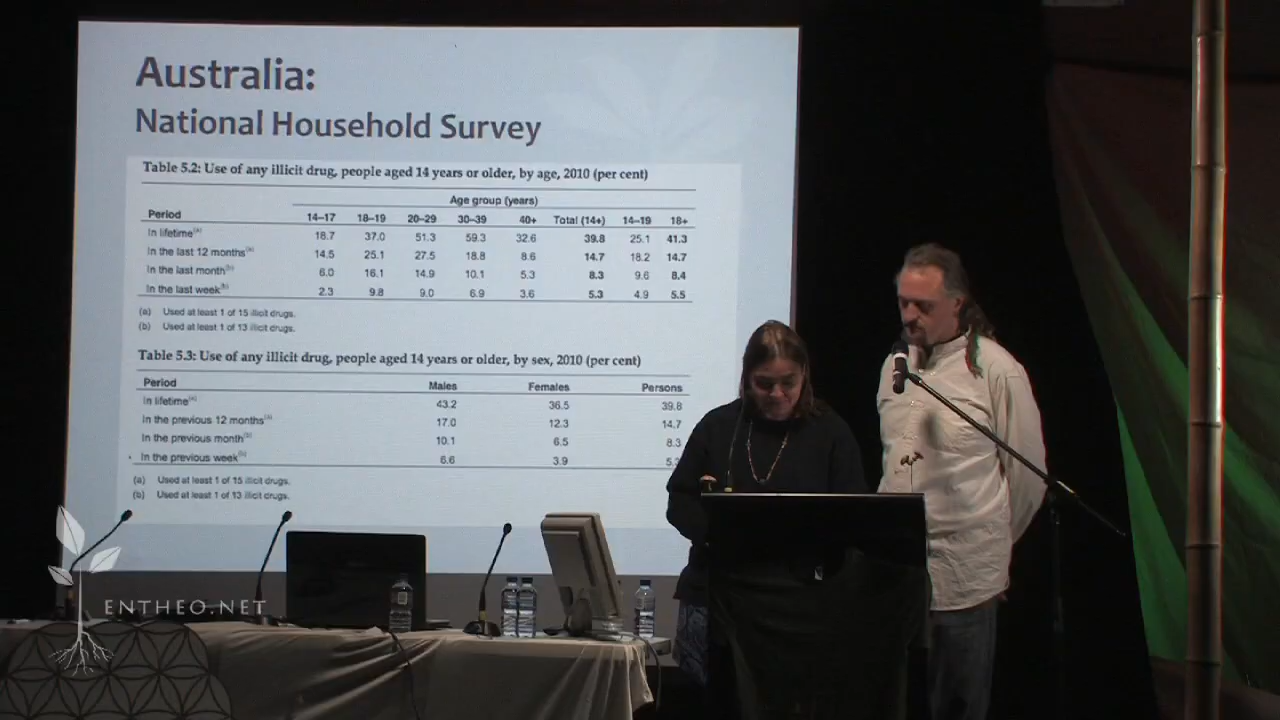 Australia:
National Household Survey
Table 5.2: Use of any illicit drug, people aged 14 years or older, by age, 2010 (per cent)
Age group (years)
Period 14–17 18–19 20–29 30–39 40+ Total (14+) 14–19 18+
In lifetime(a) 18.7 37.0 51.3 59.3 32.6 39.8 25.1 41.3
In the last 12 months(a) 14.5 25.1 27.5 18.8 8.6 14.7 18.2 14.7
In the last month(b) 6.0 16.1 14.9 10.1 5.3 8.3 9.6 8.4
In the last week(b) 2.3 9.8 9.0 6.9 3.6 5.3 4.9 5.5
(a) Used at least 1 of 15 illicit drugs.
(b) Used at least 1 of 13 illicit drugs.
Table 5.3: Use of any illicit drug, people aged 14 years or older, by sex, 2010 (per cent)
Period Males Females Persons
In lifetime(a) 43.2 36.5 39.8
In the previous 12 months(a) 17.0 12.3 14.7
In the previous month(b) 10.1 6.5 8.3
In the previous week(b) 6.6 3.9
(a) Used at least 1 of 15 illicit drugs.
(b) Used at least 1 of 13 illicit drugs.
ENTHEO.NET